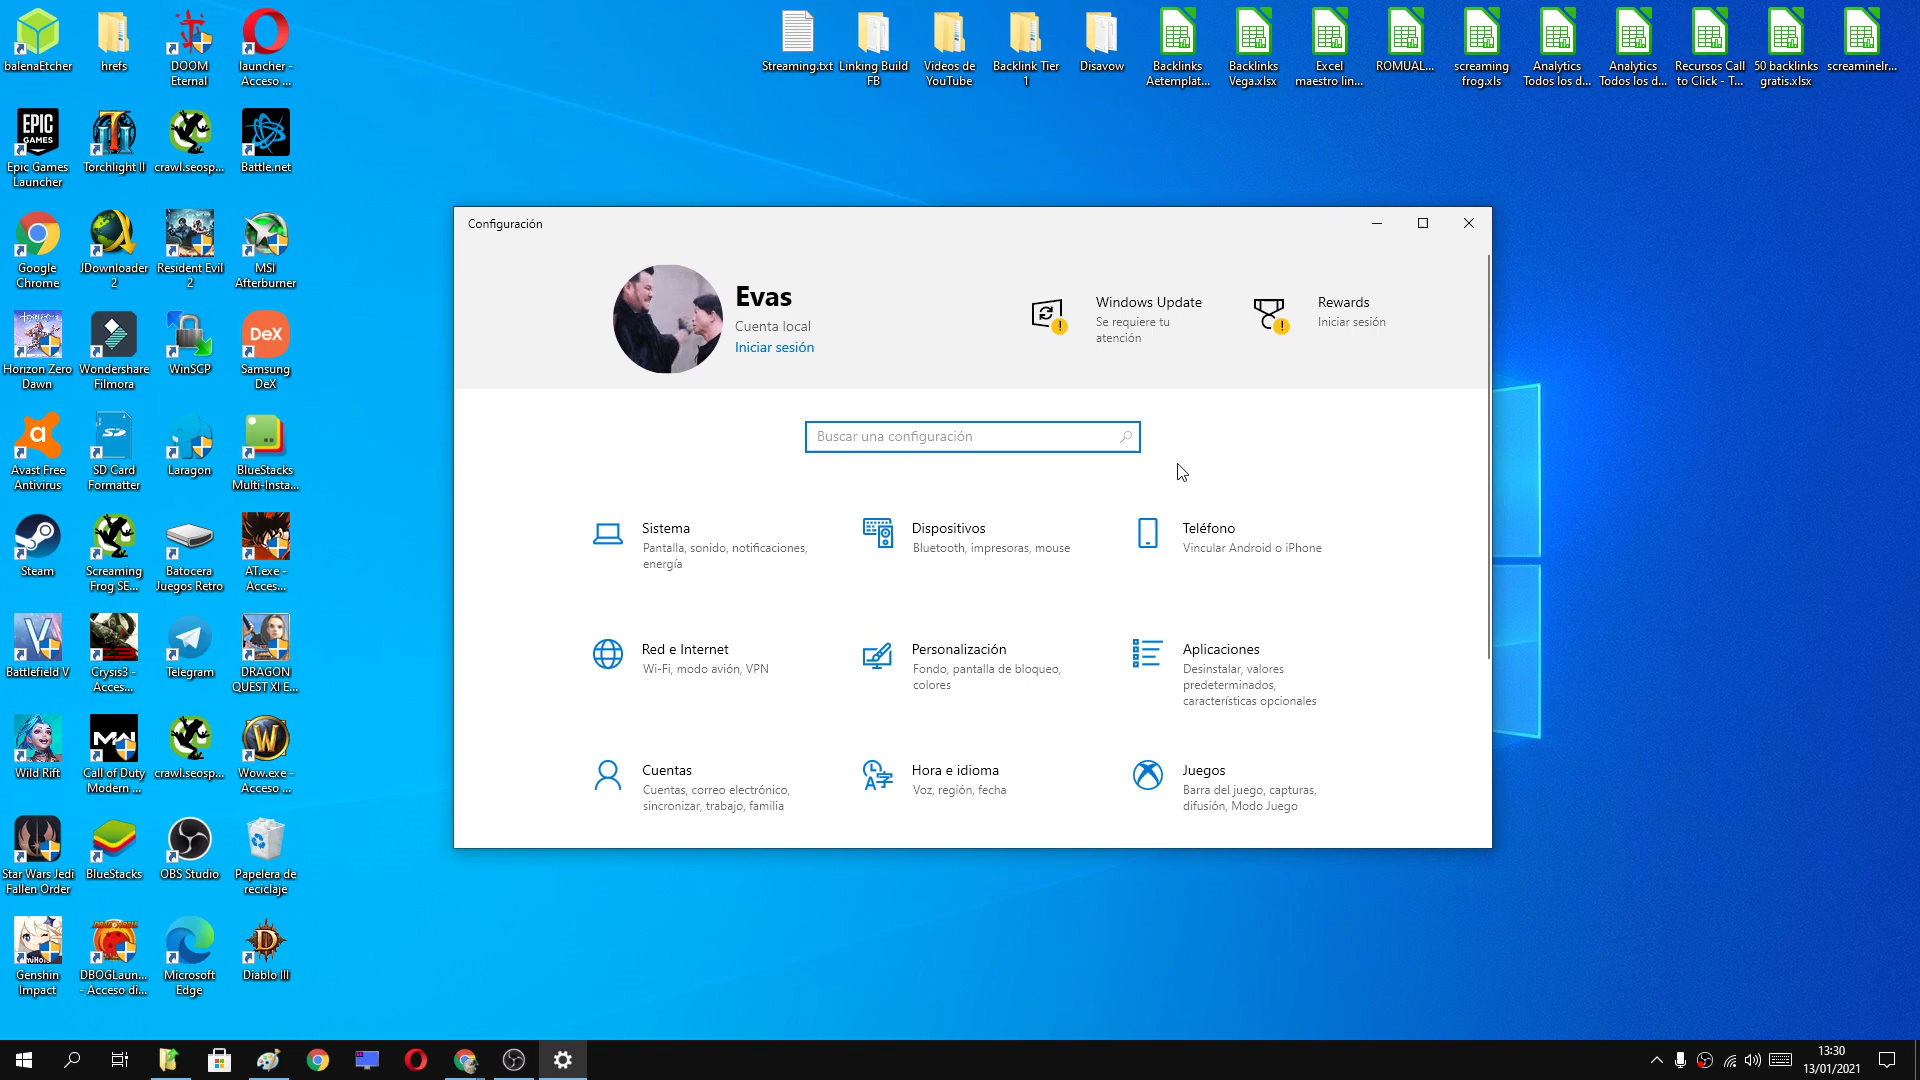 balenaEtcher
hrefs
DOOM
Eternal
launcher -
Acceso ...
Streaming.txt
Linking Build
FB
Videos de
YouTube
Backlink Tier
1
Disavow
Backlinks
Aetemplat...
Backlinks
Vega.xlsx
Excel
maestro lin...
ROMUAL...
screaming
frog.xls
Analytics
Todos los d...
Analytics
Todos los d...
Recursos Call
to Click - T...
50 backlinks
gratis.xlsx
screaminelr...
EPIC
GAMES
Epic Games
Launcher
Torchlight II
crawl.seosp...
Battle.net
Google
Chrome
JDownloader
2
Resident Evil
2
MSI
Afterburner
Horizon Zero
Dawn
Wondershare
Filmora
WinSCP
DeX
Samsung
DeX
Avast Free
Antivirus
SD Card
Formatter
Laragon
BlueStacks
Multi-Insta...
Steam
Screaming
Frog SE...
Batocera
Juegos Retro
AT.exe -
Acces...
Battlefield V
Crysis3 -
Acces...
Telegram
DRAGON
QUEST XI E...
Wild Rift
Call of Duty
Modern ...
crawl.seosp...
Wow.exe -
Acceso ...
Star Wars Jedi
Fallen Order
BlueStacks
OBS Studio
Papelera de
reciclaje
Genshin
Impact
DBOGLaun...
- Acceso di...
Microsoft
Edge
Diablo III
Configuración
Evas
Cuenta local
Iniciar sesión
Windows Update
Se requiere tu
atención
Rewards
Iniciar sesión
Buscar una configuración
Sistema
Pantalla, sonido, notificaciones,
energía
Dispositivos
Bluetooth, impresoras, mouse
Teléfono
Vincular Android o iPhone
Red e Internet
Wi-Fi, modo avión, VPN
Personalización
Fondo, pantalla de bloqueo,
colores
Aplicaciones
Desinstalar, valores
predeterminados,
características opcionales
Cuentas
Cuentas, correo electrónico,
sincronizar, trabajo, familia
Hora e idioma
Voz, región, fecha
Juegos
Barra del juego, capturas,
difusión, Modo Juego
13:30
13/01/2021